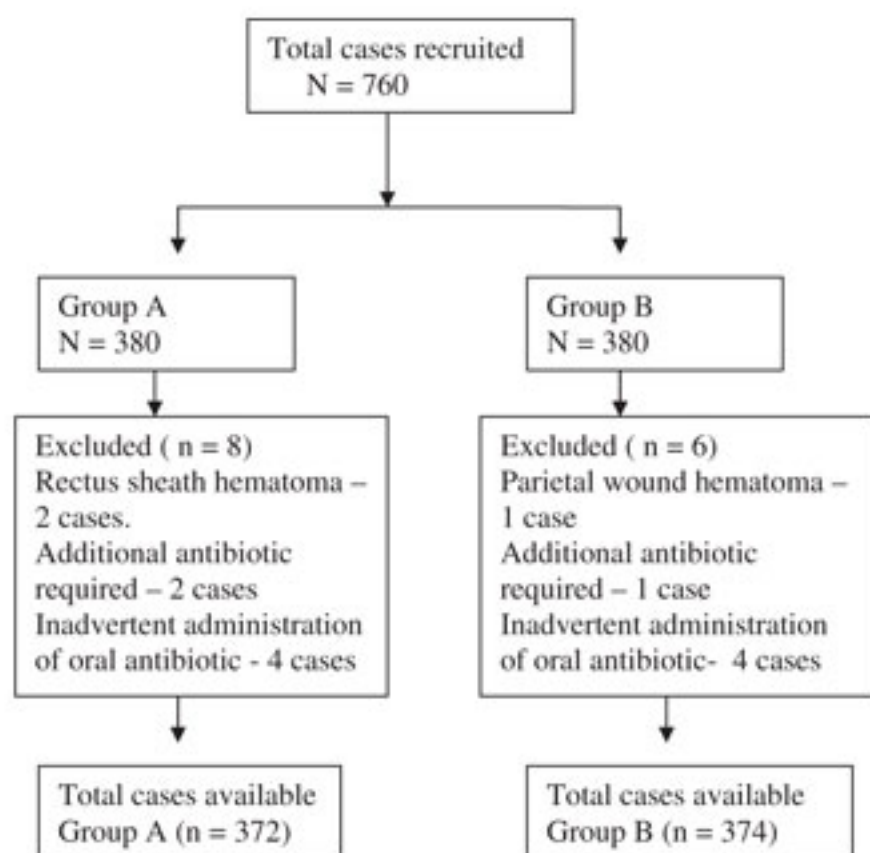 Total cases recruited
N = 760
Group A
N = 380
Group B
N = 380
Excluded ( n = 8)
Rectus sheath hematoma –
2 cases.
Additional antibiotic
required – 2 cases
Inadvertent administration
of oral antibiotic - 4 cases
Excluded ( n = 6)
Parietal wound hematoma –
1 case
Additional antibiotic
required – 1 case
Inadvertent administration
of oral antibiotic-  4 cases
Total cases available
Group A (n = 372)
Total cases available
Group B (n = 374)